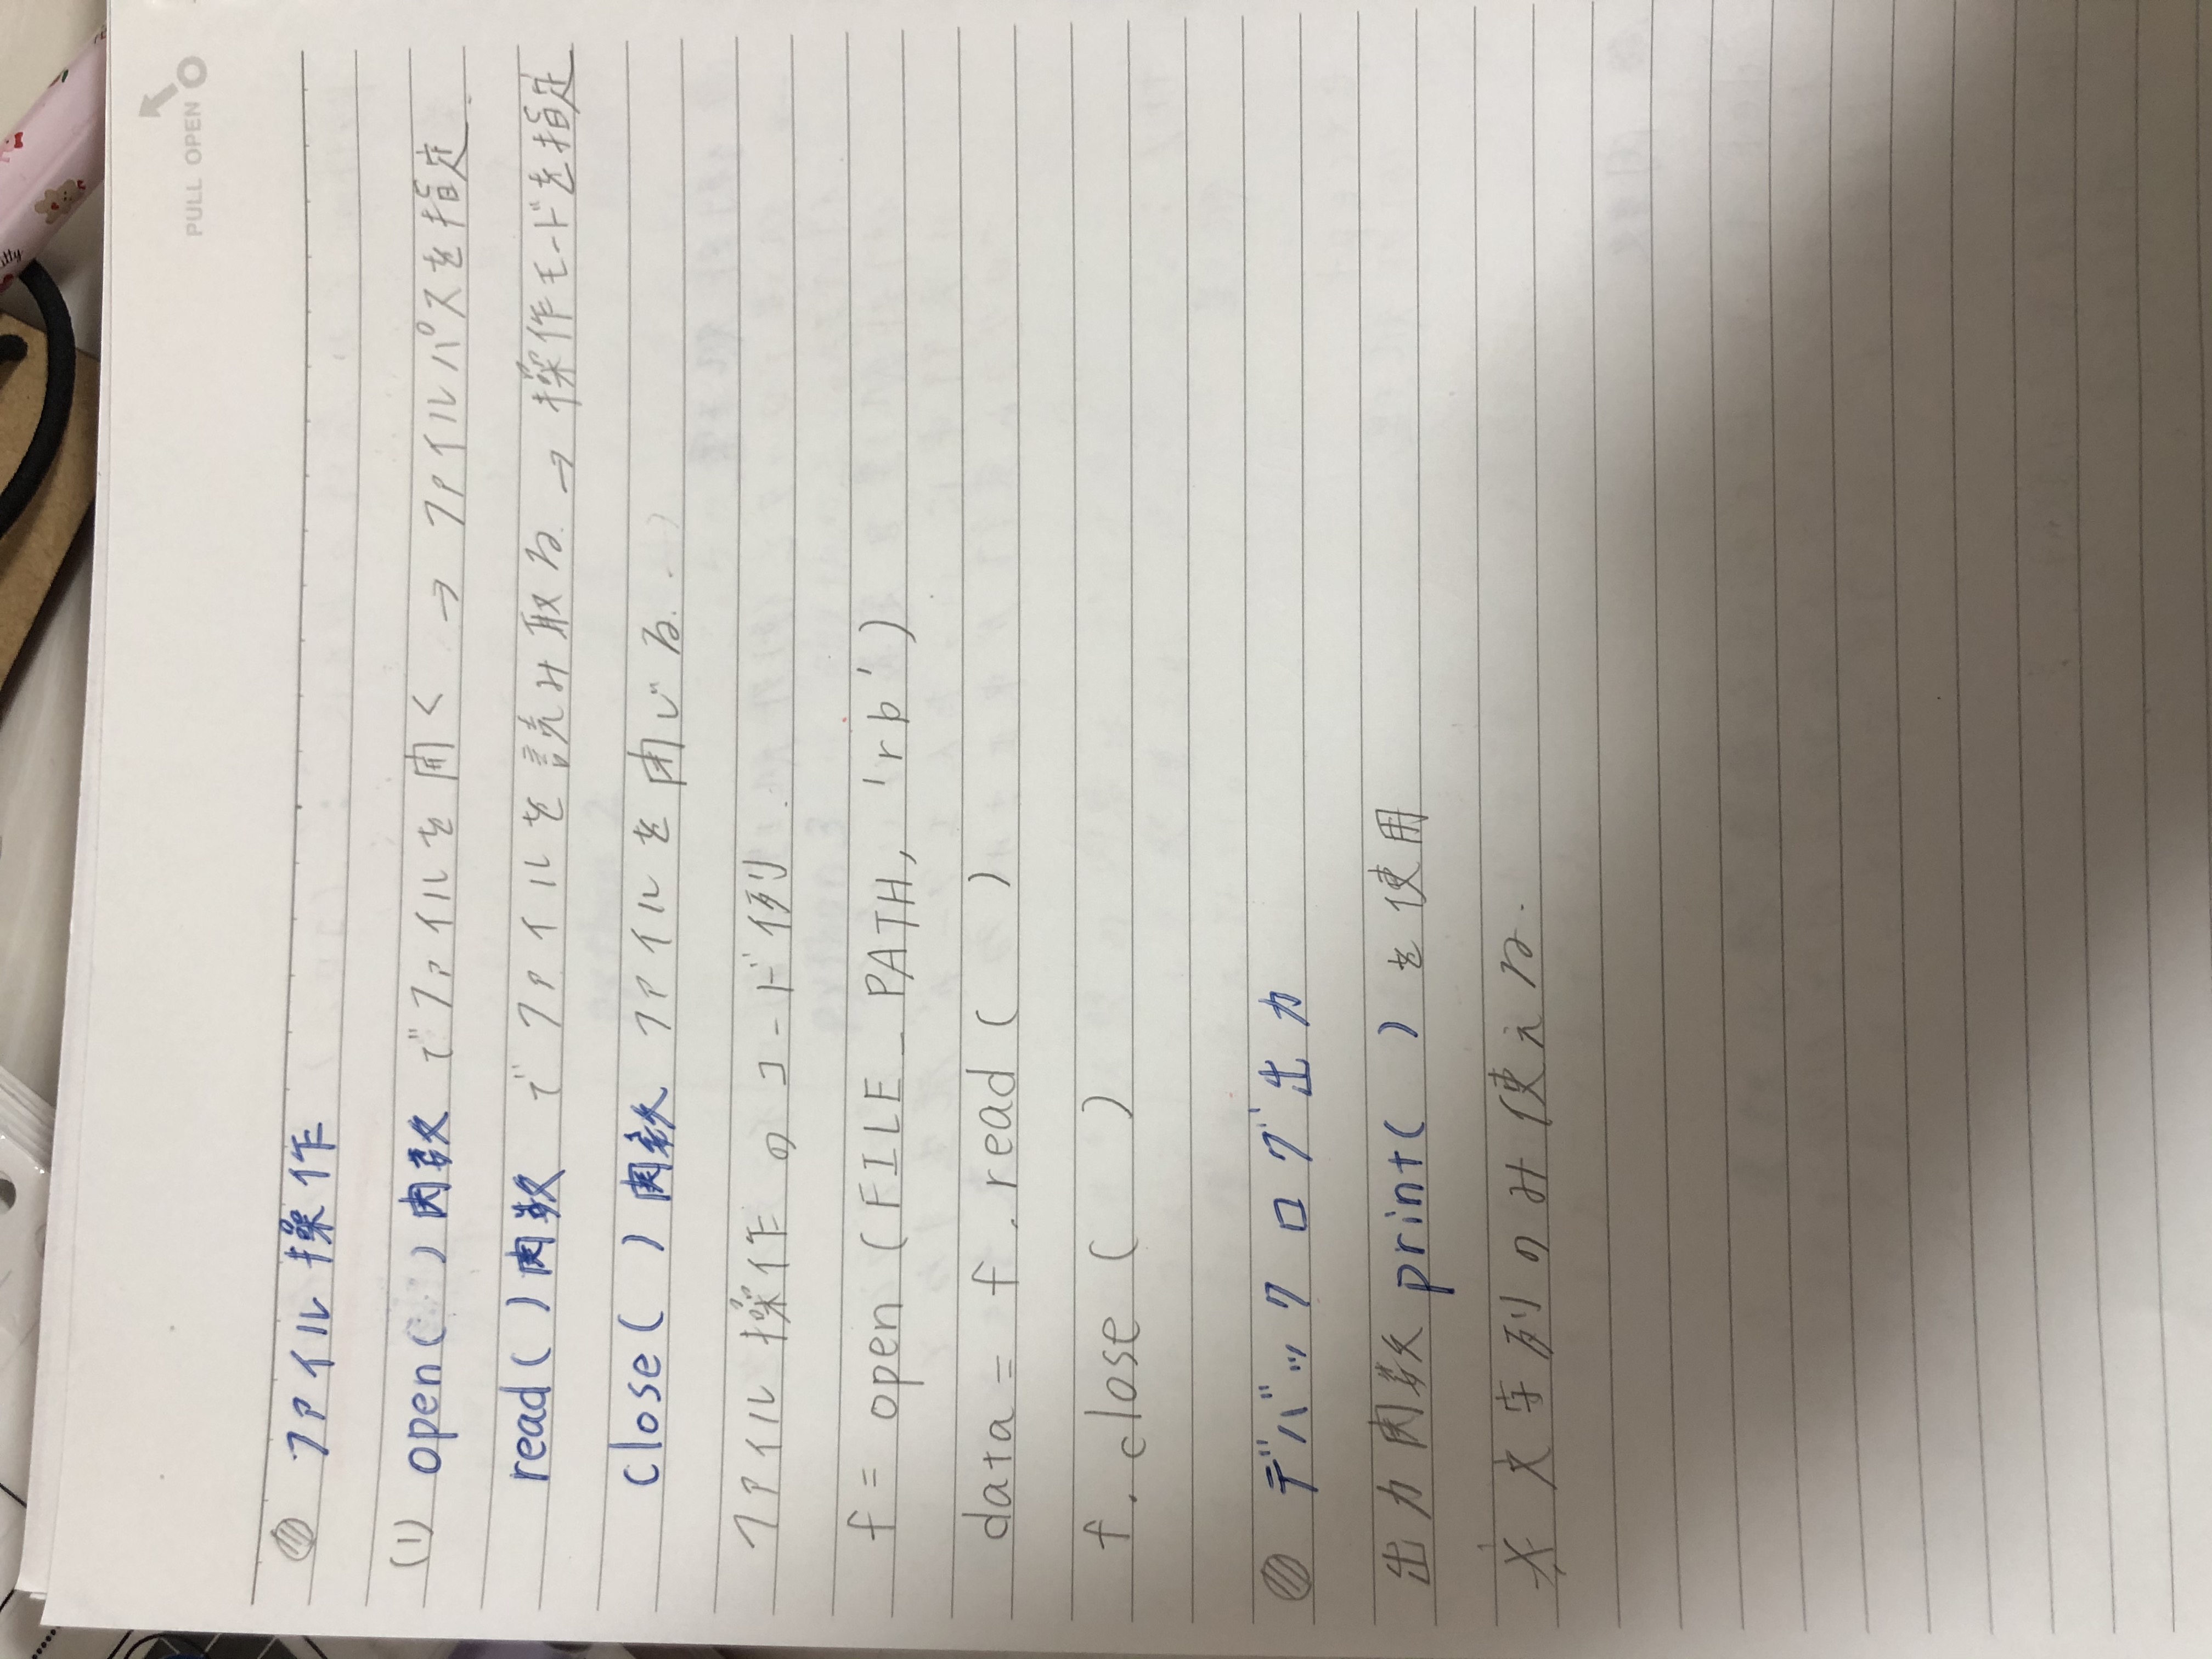 PULL OPEN
ファイル操作
(1) open( )関数でファイルを開く → ファイルパスを指定.
read( )関数でファイルを読み取る. → 操作モードを指定
close( )関数 ファイルを閉じる.
ファイル操作のコード例.
f = open (FILE_PATH, 'rb')
data = f.read ( )
f.close ( )
デバックログ出力
出力関数 print( ) を使用
※ 文字列のみ使える.